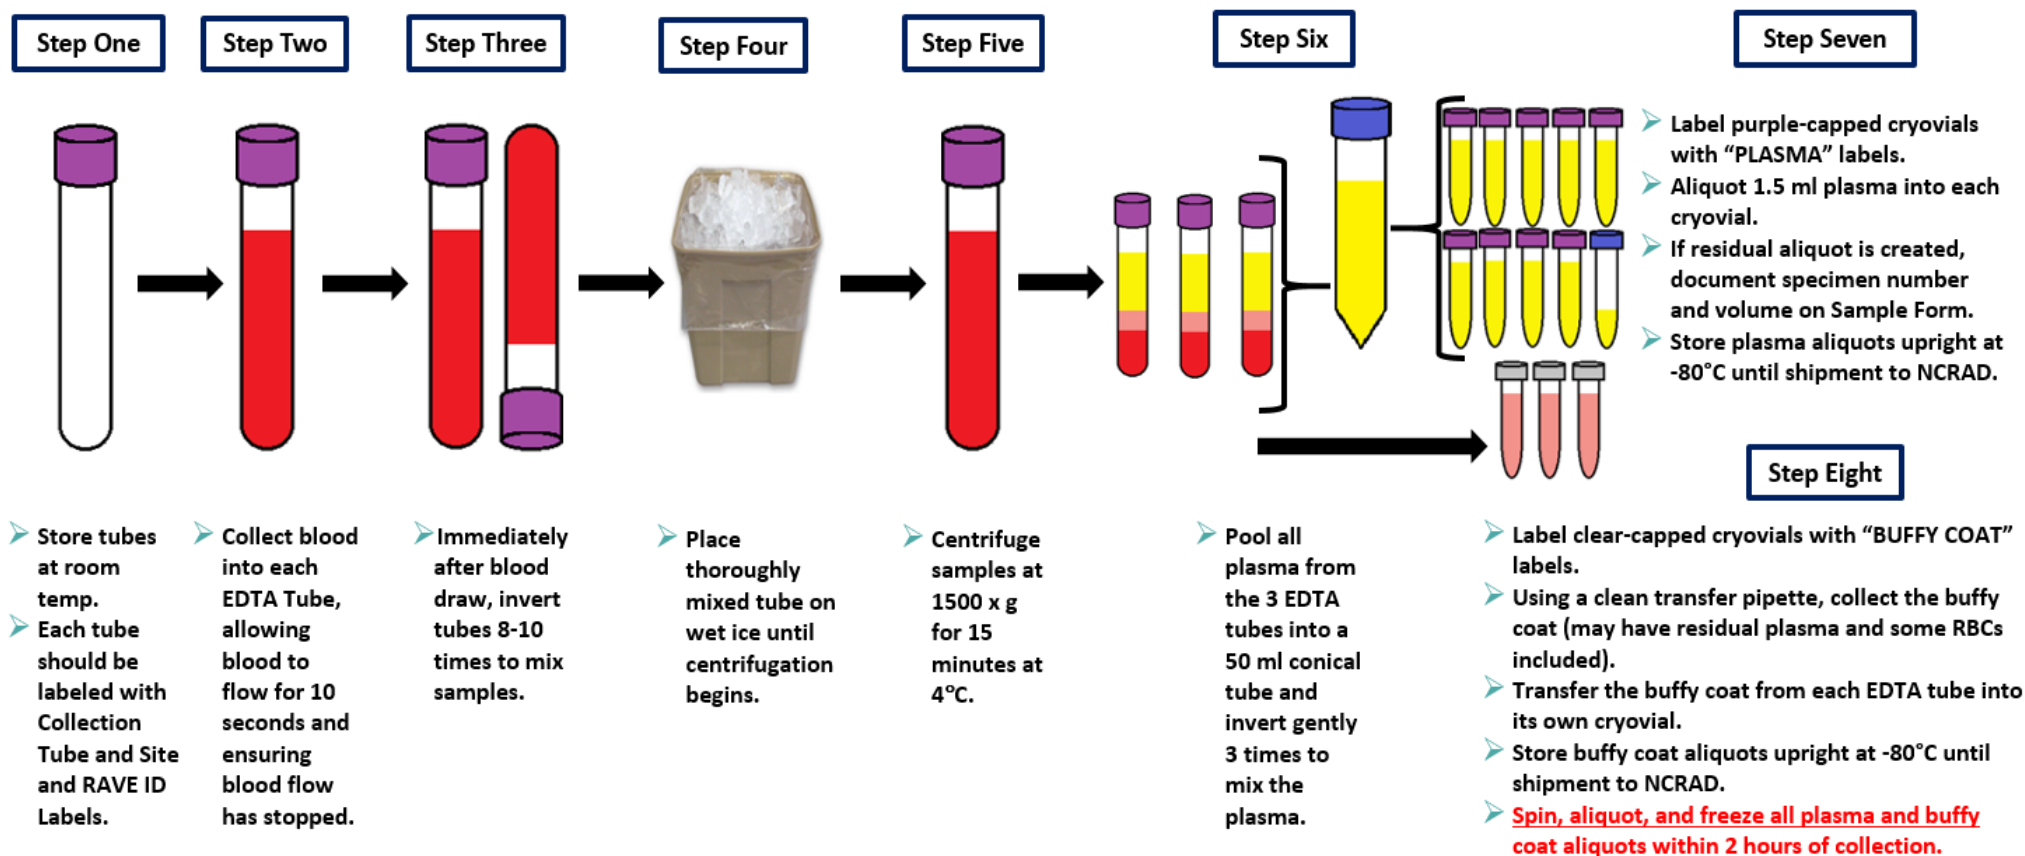 Step One
Step Two
Step Three
Step Four
Step Five
Step Six
Step Seven
Label purple-capped cryovials
with “PLASMA” labels.
Aliquot 1.5 ml plasma into each
cryovial.
If residual aliquot is created,
document specimen number
and volume on Sample Form.
Store plasma aliquots upright at
-80°C until shipment to NCRAD.
Store tubes
at room
temp.
Each tube
should be
labeled with
Collection
Tube and Site
and RAVE ID
Labels.
Collect blood
into each
EDTA Tube,
allowing
blood to
flow for 10
seconds and
ensuring
blood flow
has stopped.
Immediately
after blood
draw, invert
tubes 8-10
times to mix
samples.
Place
thoroughly
mixed tube on
wet ice until
centrifugation
begins.
Centrifuge
samples at
1500 x g
for 15
minutes at
4°C.
Pool all
plasma from
the 3 EDTA
tubes into a
50 ml conical
tube and
invert gently
3 times to
mix the
plasma.
Step Eight
Label clear-capped cryovials with “BUFFY COAT”
labels.
Using a clean transfer pipette, collect the buffy
coat (may have residual plasma and some RBCs
included).
Transfer the buffy coat from each EDTA tube into
its own cryovial.
Store buffy coat aliquots upright at -80°C until
shipment to NCRAD.
Spin, aliquot, and freeze all plasma and buffy
coat aliquots within 2 hours of collection.